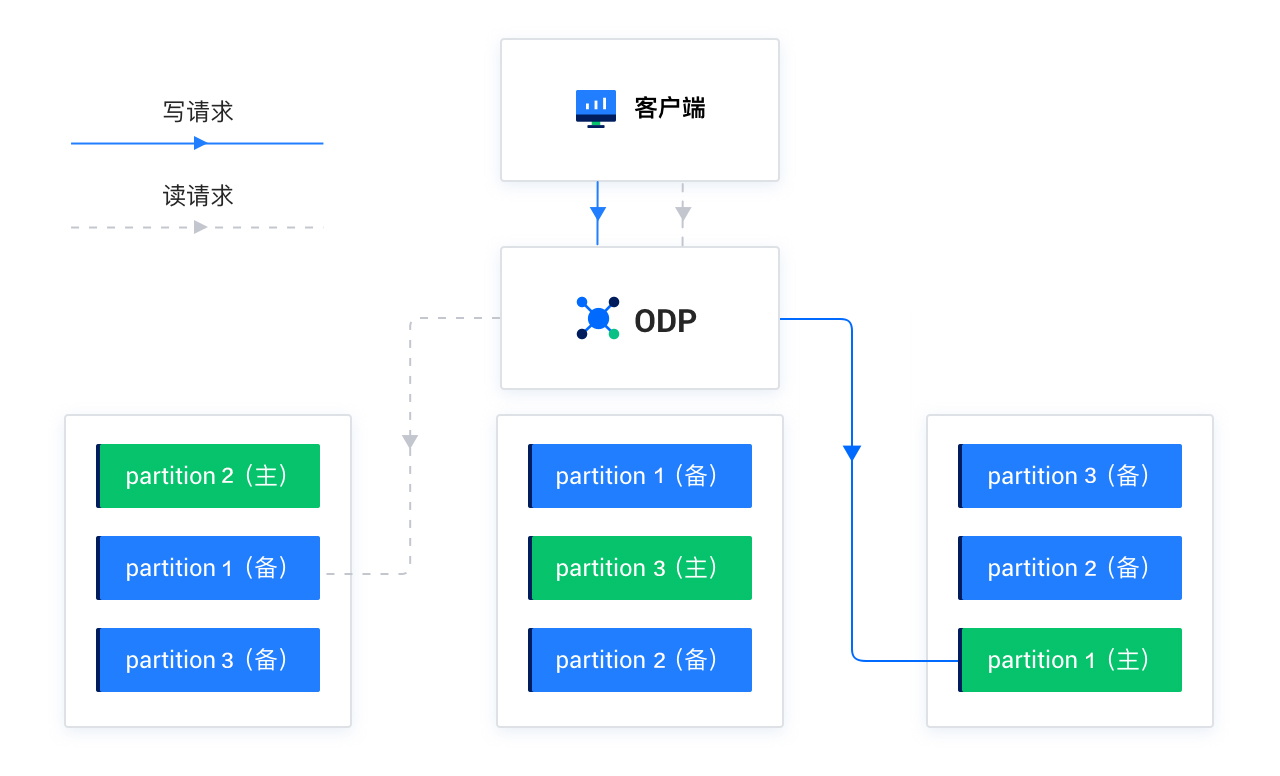 写请求
读请求
客户端
ODP
partition 2（主）
partition 1（备）
partition 3（备）
partition 1（备）
partition 3（主）
partition 2（备）
partition 3（备）
partition 2（备）
partition 1（主）